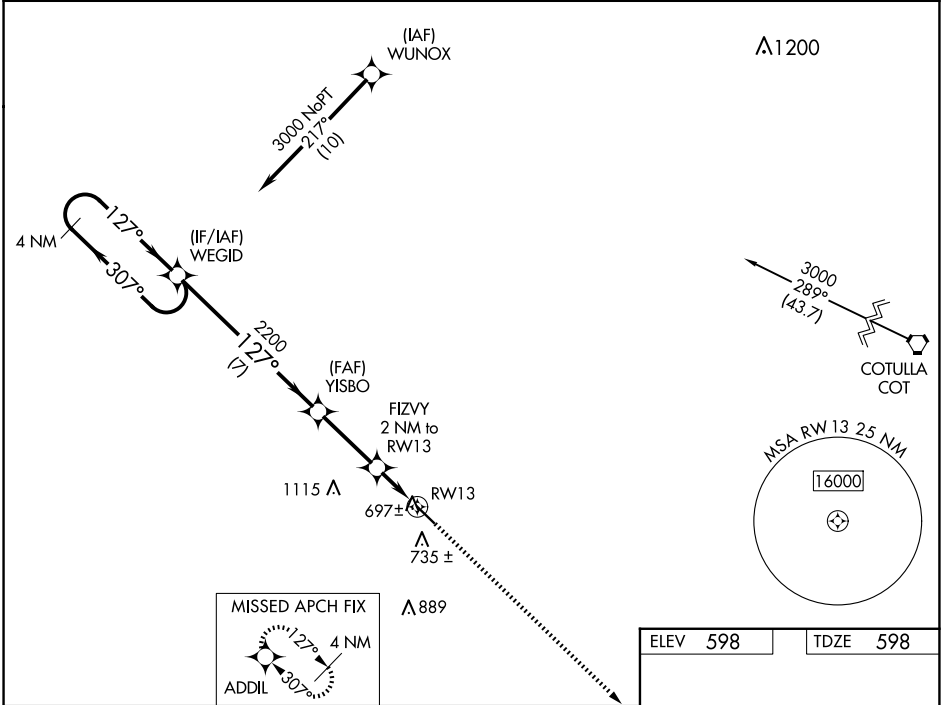 (IAF)
WUNOX
1200
3000 NoPT
217°
(10)
4 NM
127°
307°
(IF/IAF)
WEGID
2200
127°
(7)
3000
289°
(43.7)
COTULLA
COT
(FAF)
YISBO
FIZVY
2 NM to
RW13
1115
697±
RW13
735 ±
889
MSA RW 13 25 NM
16000
MISSED APCH FIX
127°
4 NM
307°
ADDIL
ELEV 598
TDZE 598